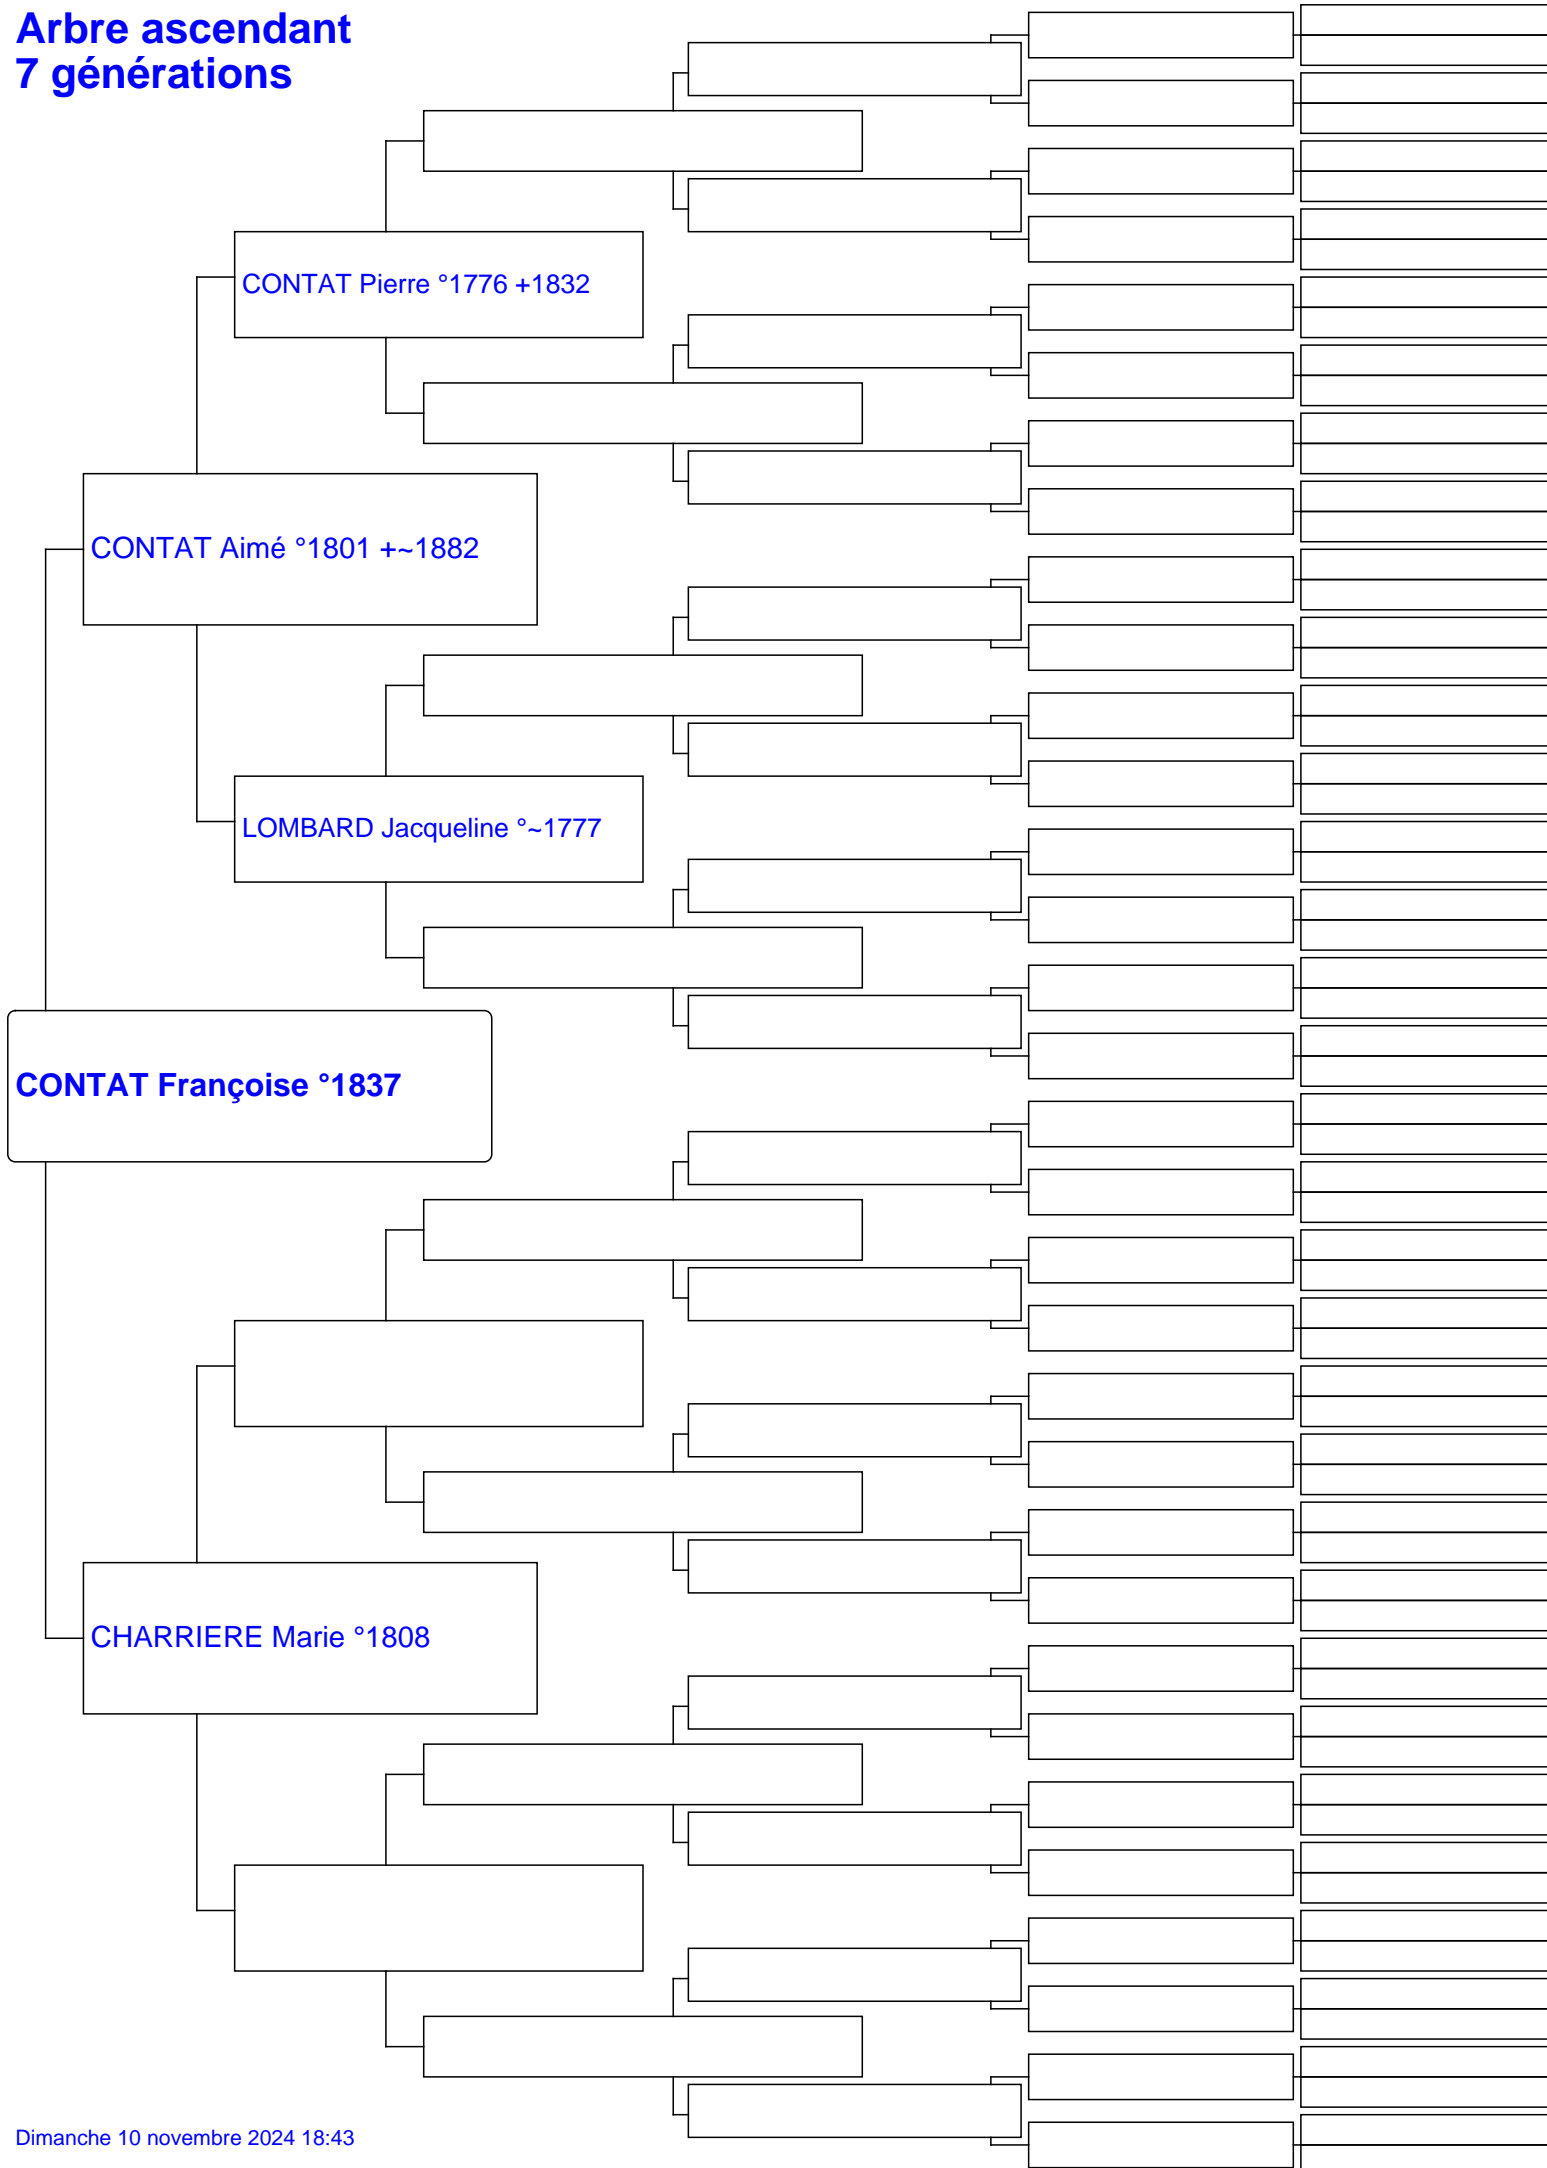 Arbre ascendant
7 générations
CONTAT Pierre °1776 +1832
CONTAT Aimé °1801 +~1882
LOMBARD Jacqueline °~1777
CONTAT Françoise °1837
CHARRIERE Marie °1808
Dimanche 10 novembre 2024 18:43